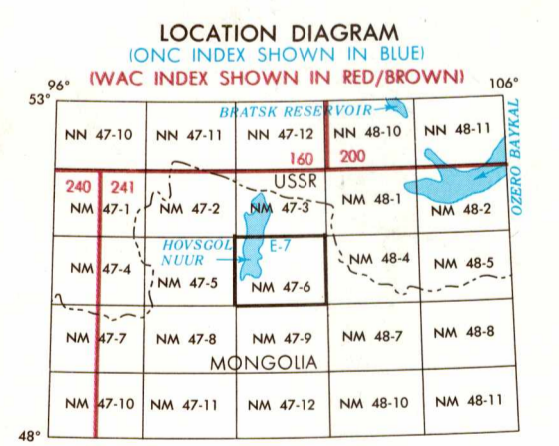 LOCATION DIAGRAM
(ONC INDEX SHOWN IN BLUE)
(WAC INDEX SHOWN IN RED/BROWN)
96° 106°
53°
BRATSK RESERVOIR
NN 47-10 NN 47-11 NN 47-12 NN 48-10 NN 48-11
OZERO BAYKAL
160 200
USSR
240 241
NM 47-1 NM 47-2 NM 47-3 NM 48-1 NM 48-2
HOVSGOL
NUUR
E-7
NM 47-4 NM 47-5 NM 47-6 NM 48-4 NM 48-5
NM 47-7 NM 47-8 NM 47-9 NM 48-7 NM 48-8
MONGOLIA
NM 47-10 NM 47-11 NM 47-12 NM 48-10 NM 48-11
48°